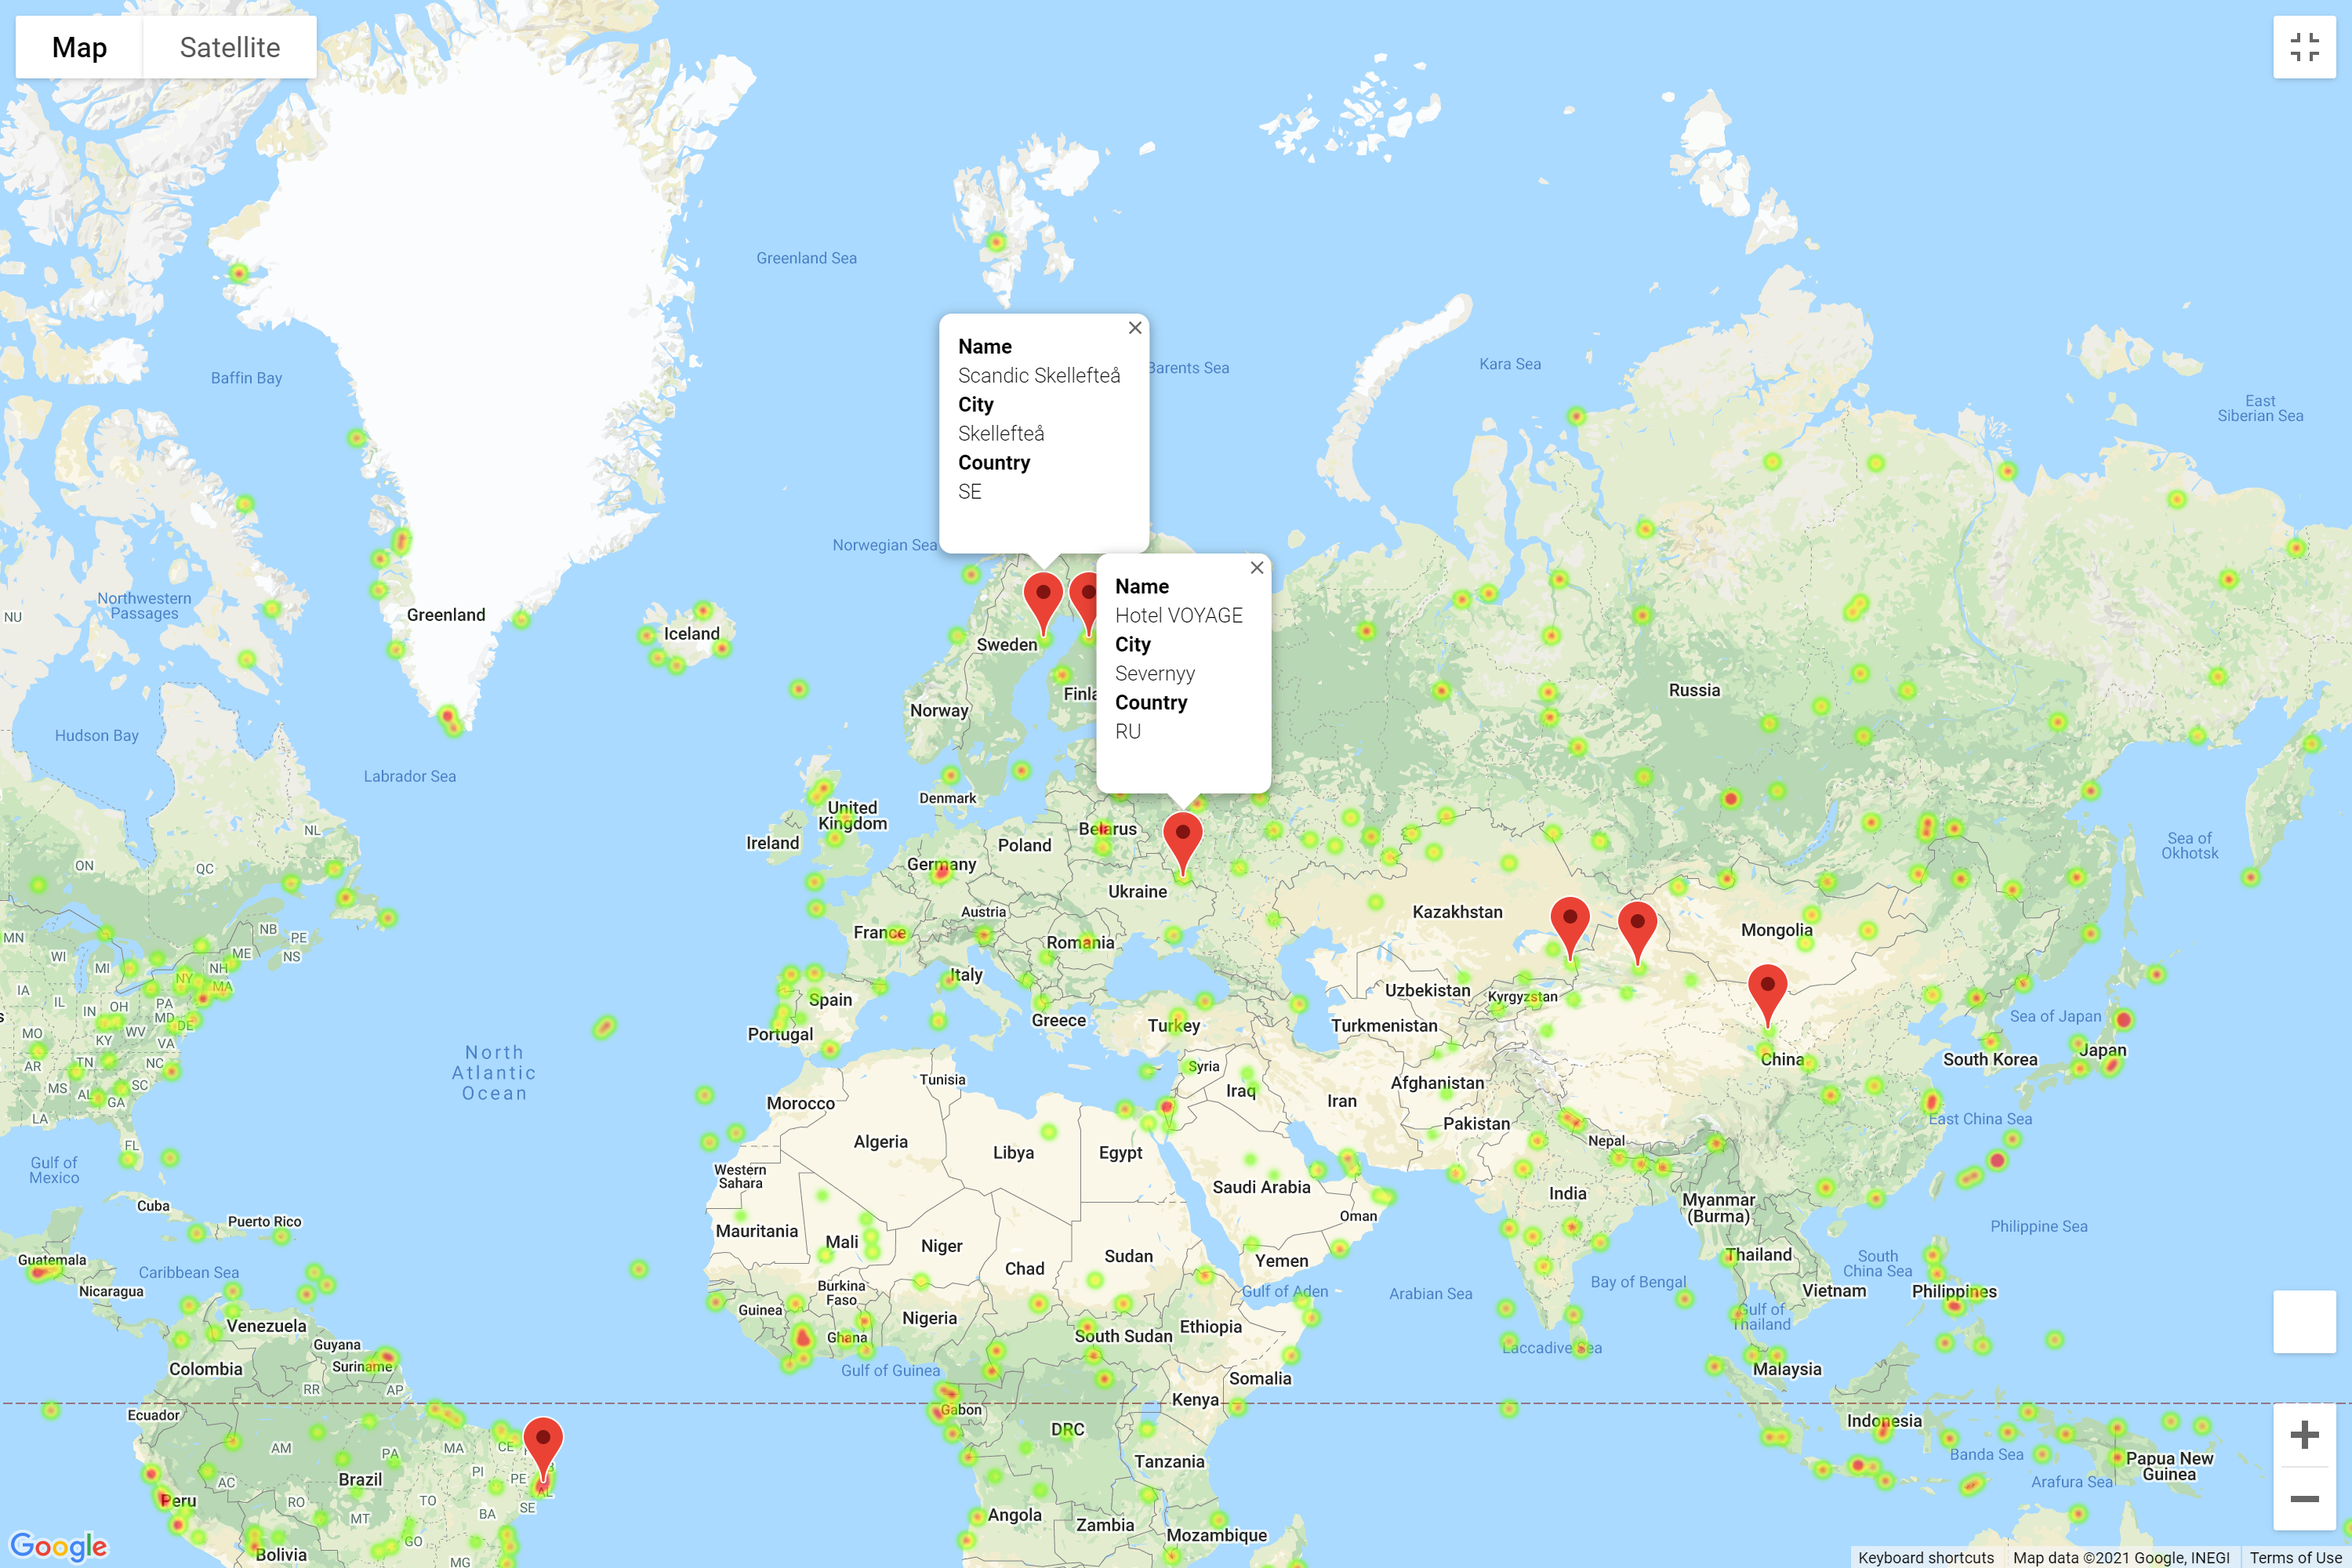 Map
Satellite
Greenland Sea
Barents Sea
Kara Sea
East
Siberian Sea
Baffin Bay
Name
Scandic Skellefteå
City
Skellefteå
Country
SE
Norwegian Sea
Name
Hotel VOYAGE
City
Severnyy
Country
RU
Northwestern
Passages
NU
Greenland
Iceland
Sweden
Norway
Russia
Hudson Bay
Labrador Sea
Denmark
United
Kingdom
Ireland
Belarus
Poland
Germany
Ukraine
Sea of
Okhotsk
NL
ON
QC
Austria
France
Romania
Kazakhstan
Mongolia
NB
PE
NS
MN
WI
MI
ME
NH
NY
MA
Italy
Spain
Portugal
Greece
Turkey
Uzbekistan
Kyrgyzstan
Turkmenistan
IA
IL
IN
OH
PA
MD
DE
MO
KY
WV
VA
Sea of Japan
Japan
South Korea
China
North
Atlantic
Ocean
Tunisia
Syria
Iraq
Iran
Afghanistan
AR
TN
NC
MS
AL
GA
SC
LA
FL
Morocco
Algeria
Libya
Egypt
Pakistan
Nepal
East China Sea
Gulf of
Mexico
Western
Sahara
Saudi Arabia
India
Myanmar
(Burma)
Oman
Cuba
Puerto Rico
Mauritania
Mali
Niger
Chad
Sudan
Yemen
Philippine Sea
Guatemala
Caribbean Sea
Nicaragua
Burkina
Faso
Guinea
Nigeria
Gulf of Aden
Arabian Sea
Bay of Bengal
Thailand
South
China Sea
Vietnam
Philippines
Gulf of
Thailand
Venezuela
Guyana
Suriname
Colombia
Ghana
South Sudan
Ethiopia
Gulf of Guinea
Somalia
Laccadive Sea
Malaysia
RR
AP
Ecuador
Gabon
Kenya
DRC
Indonesia
Banda Sea
Papua New
Guinea
Arafura Sea
AM
PA
MA
CE
PI
PE
AC
Brazil
Tanzania
Peru
RO
TO
SE
AL
BA
MT
GO
MG
Bolivia
Angola
Zambia
Mozambique
Google
Keyboard shortcuts
Map data ©2021 Google, INEGI
Terms of Use